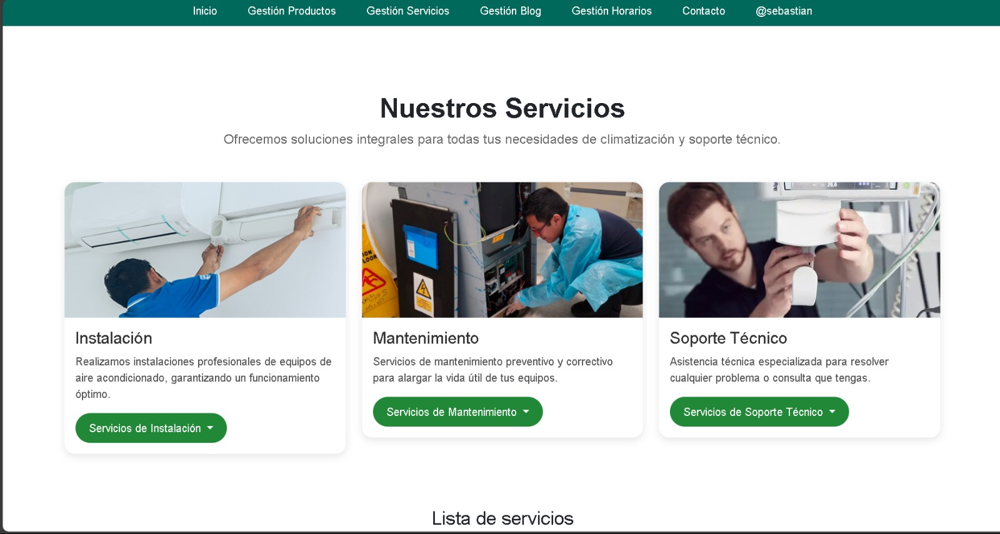 Inicio Gestión Productos Gestión Servicios Gestión Blog Gestión Horarios Contacto @sebastian
Nuestros Servicios
Ofrecemos soluciones integrales para todas tus necesidades de climatización y soporte técnico.
26,6
ION
LOOR
Instalación
Realizamos instalaciones profesionales de equipos de
aire acondicionado, garantizando un funcionamiento
óptimo.
Servicios de Instalación
Mantenimiento
Servicios de mantenimiento preventivo y correctivo
para alargar la vida útil de tus equipos.
Servicios de Mantenimiento
Soporte Técnico
Asistencia técnica especializada para resolver
cualquier problema o consulta que tengas.
Servicios de Soporte Técnico
Lista de servicios